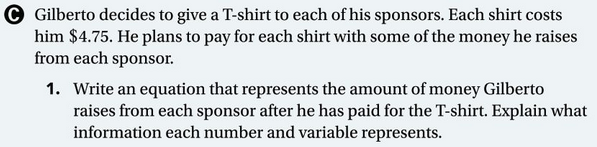 C Gilberto decides to give a T-shirt to each of his sponsors. Each shirt costs
him $4.75. He plans to pay for each shirt with some of the money he raises
from each sponsor.
1. Write an equation that represents the amount of money Gilberto
raises from each sponsor after he has paid for the T-shirt. Explain what
information each number and variable represents.